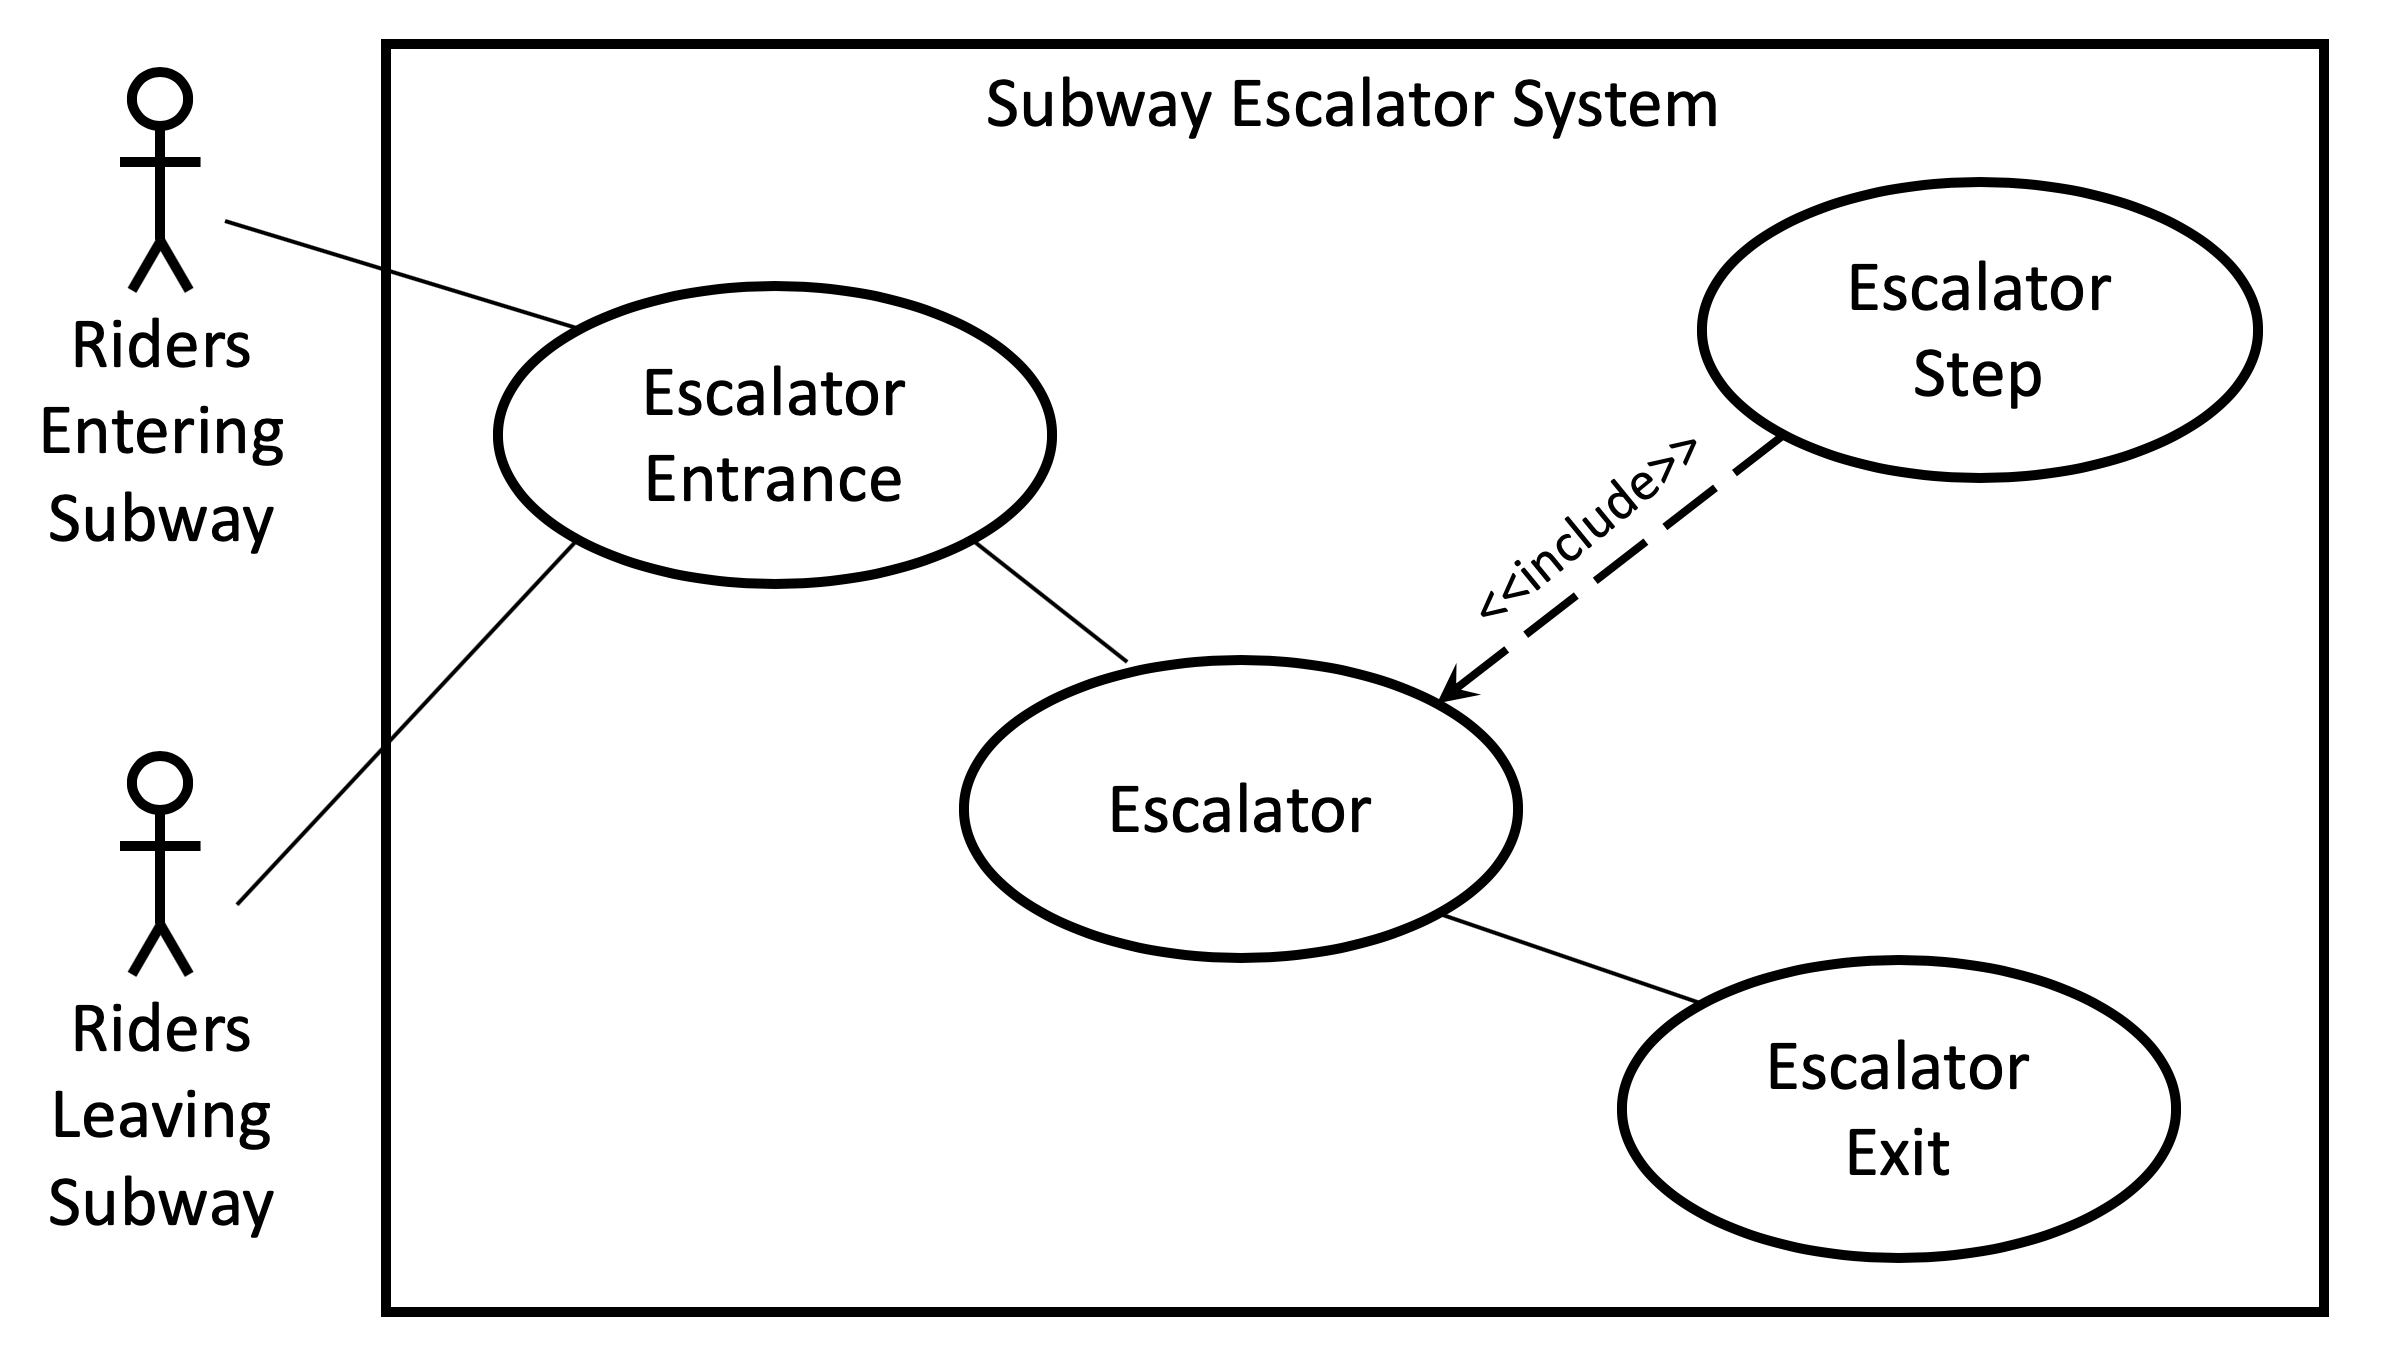 Subway Escalator System
Riders
Entering
Subway
Escalator
Entrance
Escalator
Step
<<include>>
Escalator
Riders
Leaving
Subway
Escalator
Exit